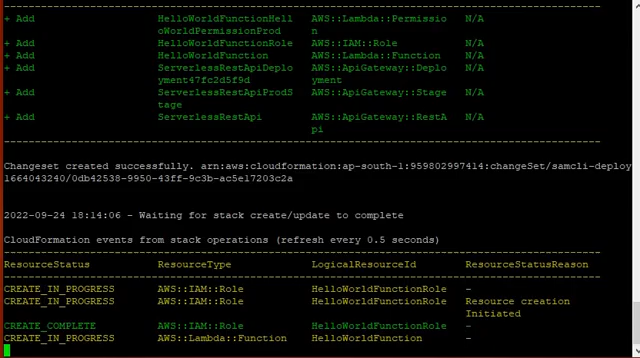 + Add HelloWorldFunctionHell AWS::Lambda::Permissio N/A
oWorldPermissionProd n
+ Add HelloWorldFunctionRole AWS::IAM::Role N/A
+ Add HelloWorldFunction AWS::Lambda::Function N/A
+ Add ServerlessRestApiDeplo AWS::ApiGateway::Deplo N/A
yment47fc2d5f9d yment
+ Add ServerlessRestApiProdS AWS::ApiGateway::Stage N/A
tage
+ Add ServerlessRestApi AWS::ApiGateway::RestA N/A
pi
Changeset created successfully. arn:aws:cloudformation:ap-south-1:959802997414:changeSet/samcli-deploy
1664043240/0db42538-9950-43ff-9c3b-ac5e17203c2a
2022-09-24 18:14:06 - Waiting for stack create/update to complete
CloudFormation events from stack operations (refresh every 0.5 seconds)
ResourceStatus ResourceType LogicalResourceId ResourceStatusReason
CREATE_IN_PROGRESS AWS::IAM::Role HelloWorldFunctionRole -
CREATE_IN_PROGRESS AWS::IAM::Role HelloWorldFunctionRole Resource creation
Initiated
CREATE_COMPLETE AWS::IAM::Role HelloWorldFunctionRole -
CREATE_IN_PROGRESS AWS::Lambda::Function HelloWorldFunction -